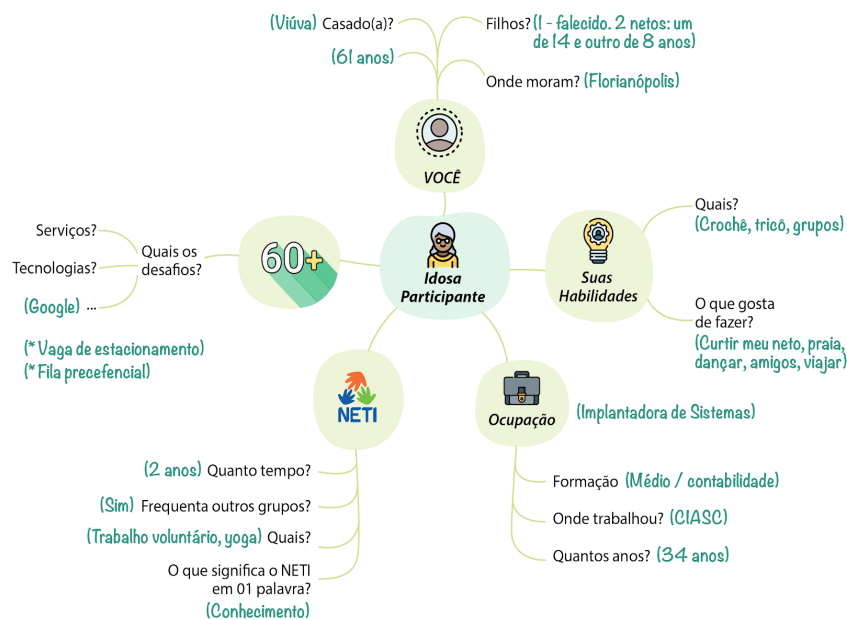 (Viúva) Casado(a)?
(61 anos)
Filhos? (1 - falecido. 2 netos: um
de 14 e outro de 8 anos)
Onde moram? (Florianópolis)
VOCÊ
Idosa
Participante
60+
Quais os
desafios?
Serviços?
Tecnologias?
(Google) ...
(* Vaga de estacionamento)
(* Fila precefencial)
Suas
Habilidades
Quais?
(Crochê, tricô, grupos)
O que gosta
de fazer?
(Curtir meu neto, praia,
dançar, amigos, viajar)
NETI
(2 anos) Quanto tempo?
(Sim) Frequenta outros grupos?
(Trabalho voluntário, yoga) Quais?
O que significa o NETI
em 01 palavra?
(Conhecimento)
Ocupação
(Implantadora de Sistemas)
Formação (Médio / contabilidade)
Onde trabalhou? (CIASC)
Quantos anos? (34 anos)